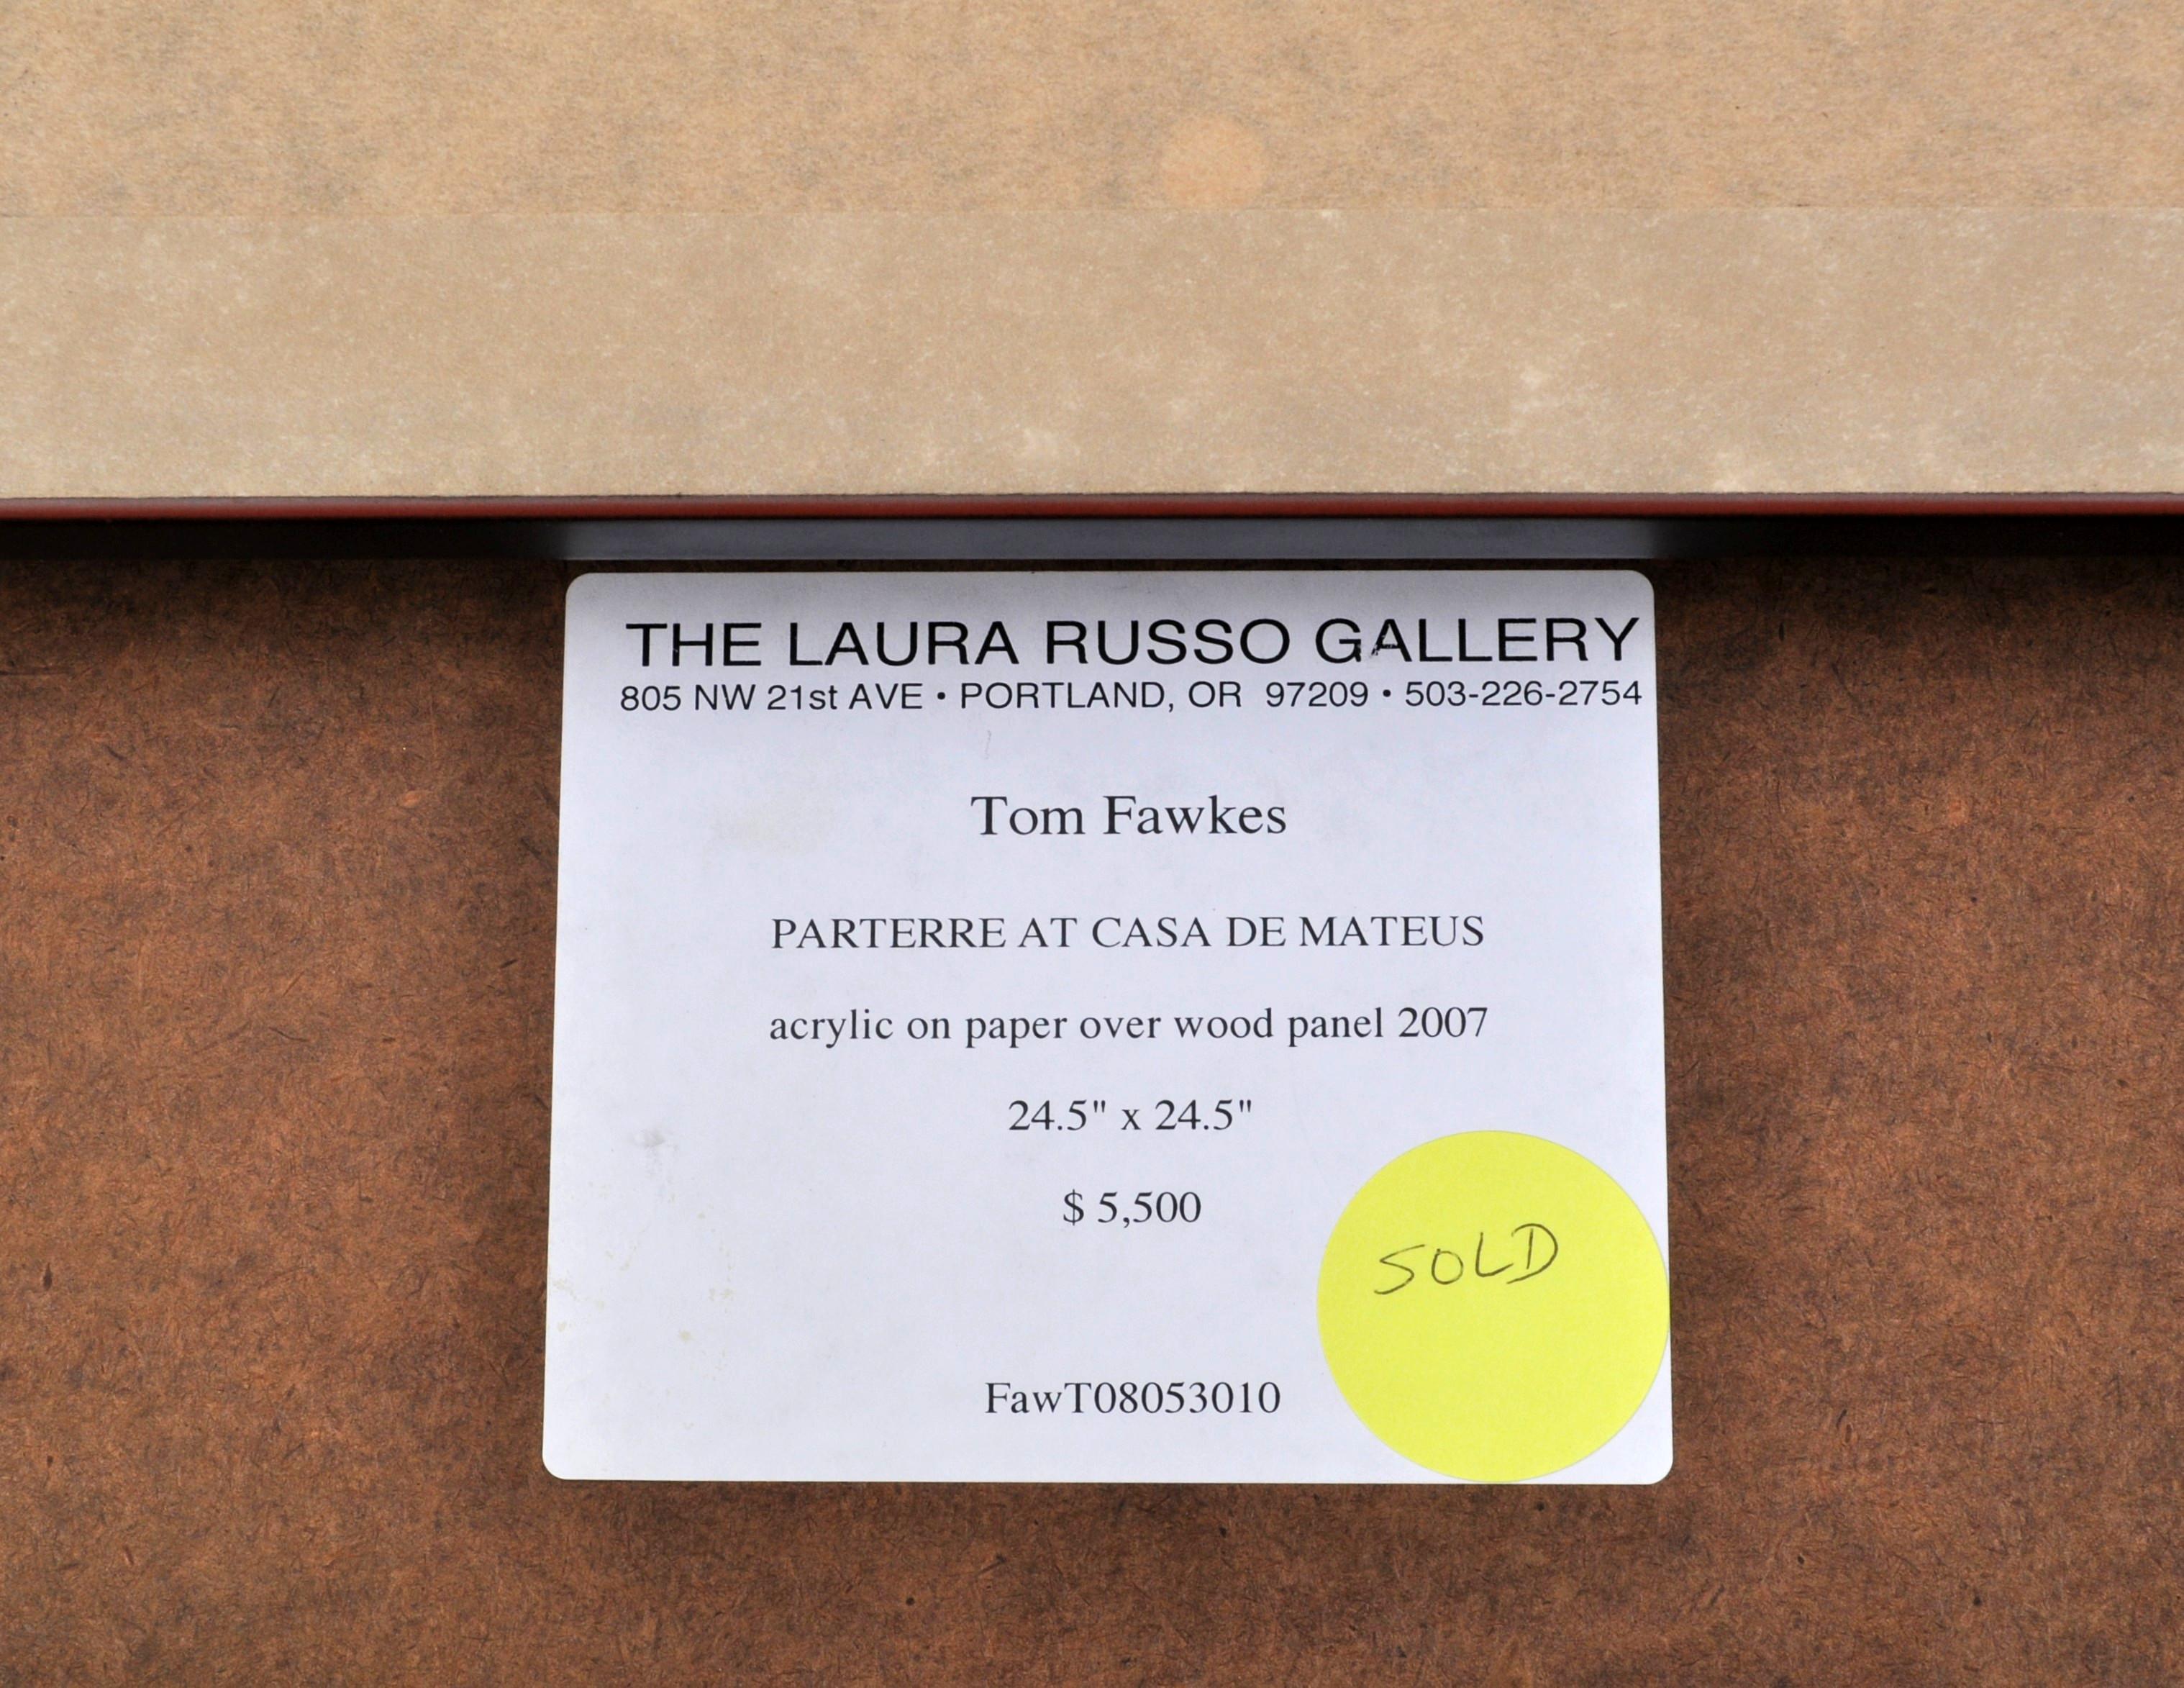 THE LAURA RUSSO GALLERY
805 NW 21st AVE • PORTLAND, OR 97209 • 503-226-2754
Tom Fawkes
PARTERRE AT CASA DE MATEUS
acrylic on paper over wood panel 2007
24.5" x 24.5"
$ 5,500
SOLD
FawT08053010